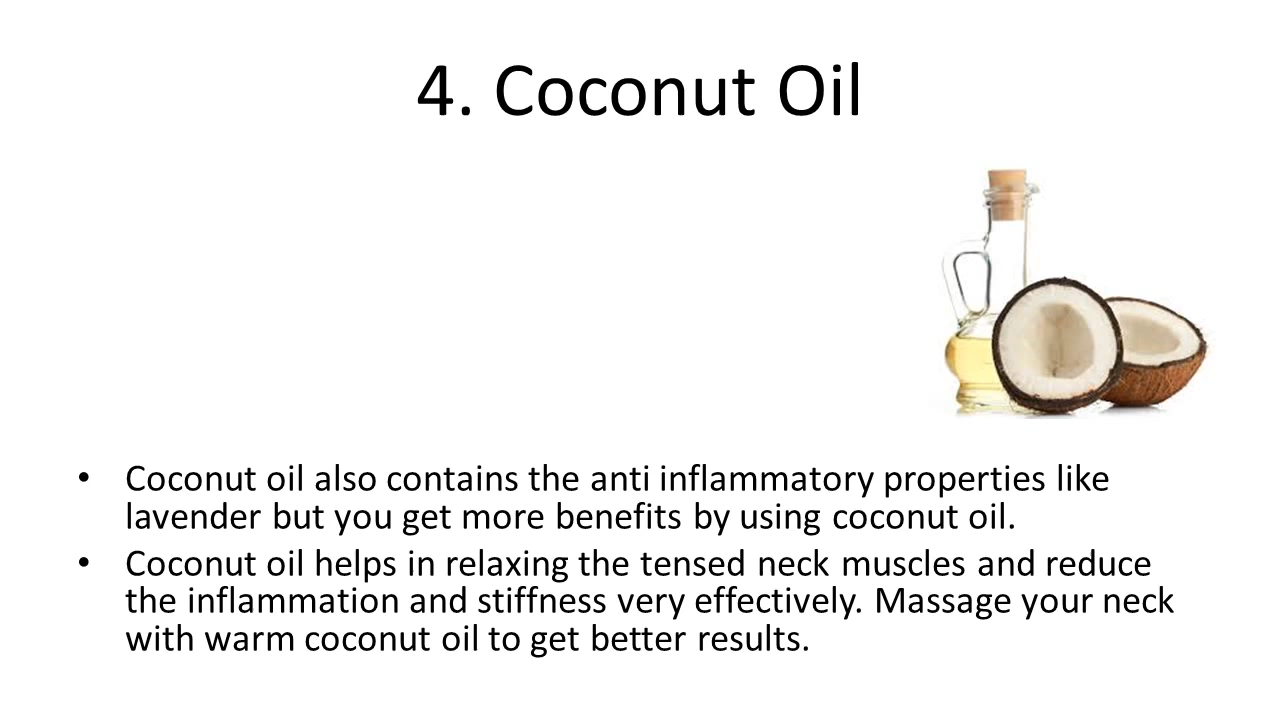 4. Coconut Oil
• Coconut oil also contains the anti inflammatory properties like
lavender but you get more benefits by using coconut oil.
• Coconut oil helps in relaxing the tensed neck muscles and reduce
the inflammation and stiffness very effectively. Massage your neck
with warm coconut oil to get better results.